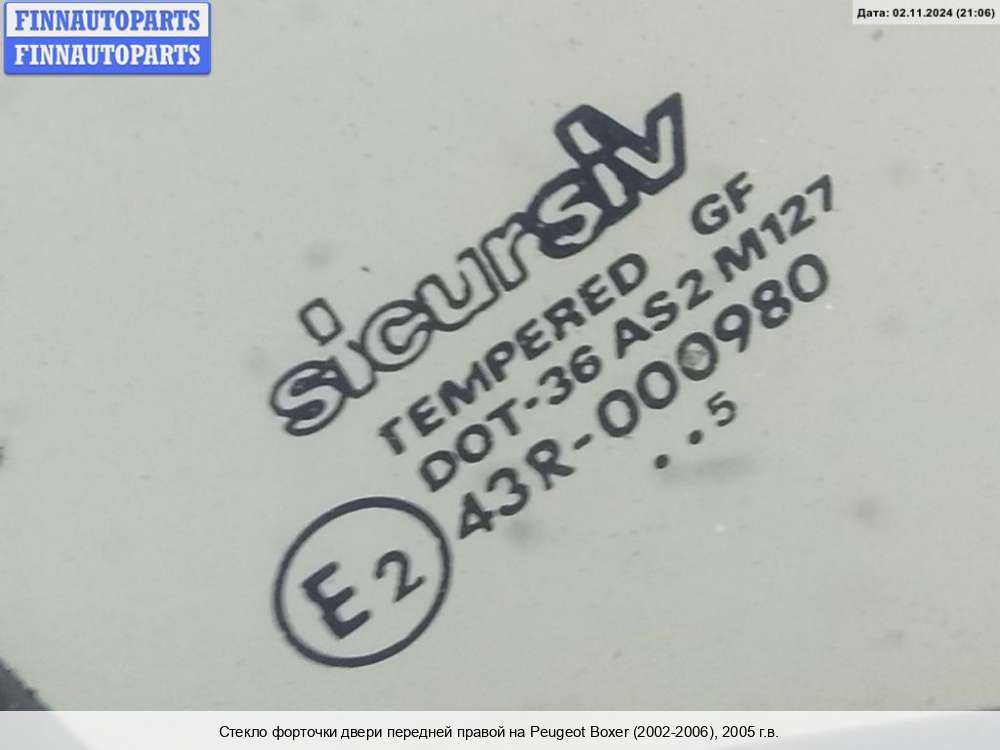 FINNAUTOPARTS
FINNAUTOPARTS
Дата: 02.11.2024 (21:06)
sicursiv
TEMPERED GF
DOT-36 AS2 M127
43R-000980
..5
E2
Стекло форточки двери передней правой на Peugeot Boxer (2002-2006), 2005 г.в.